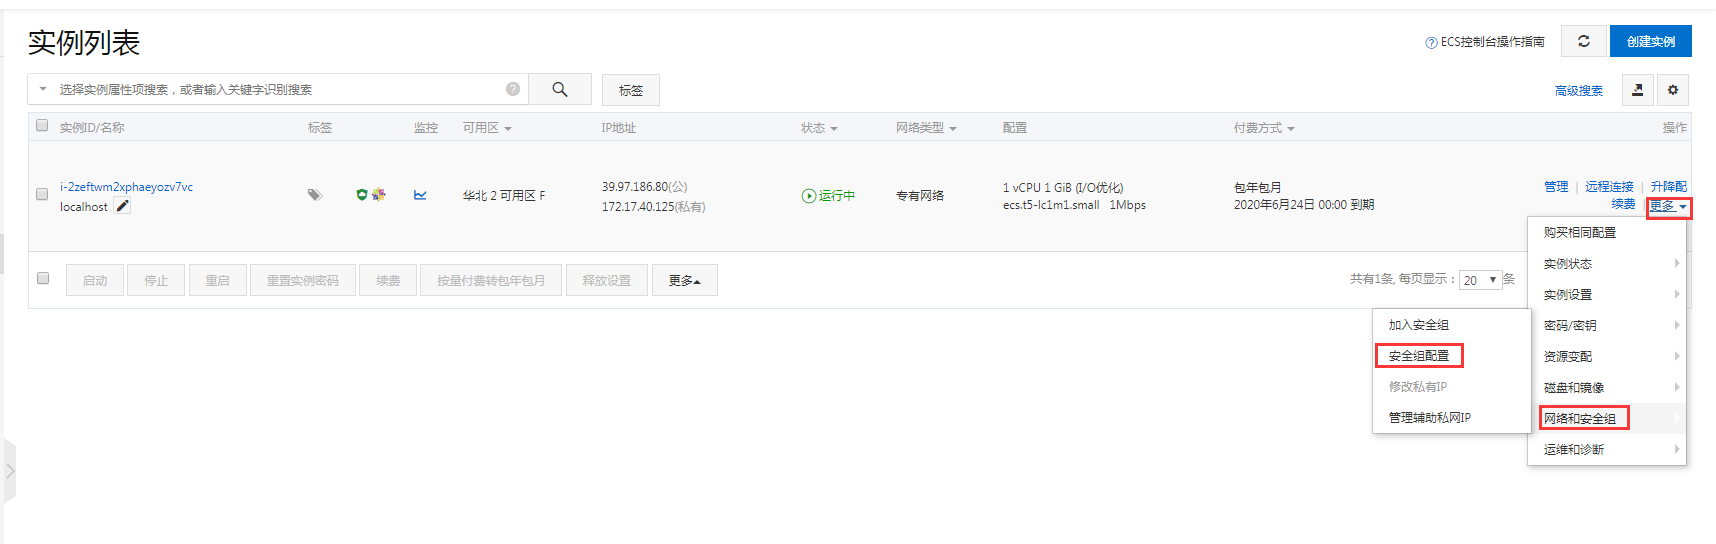 实例列表
ECS控制台操作指南
创建实例
选择实例属性项搜索，或者输入关键字识别搜索
标签
高级搜索
实例ID/名称 标签 监控 可用区 IP地址 状态 网络类型 配置 付费方式 操作
i-2zeftwm2xphaeyozv7vc
localhost
华北 2 可用区 F
39.97.186.80(公)
172.17.40.125(私有)
运行中
专有网络
1 vCPU 1 GiB (I/O优化)
ecs.t5-lc1m1.small 1Mbps
包年包月
2020年6月24日 00:00 到期
管理 | 远程连接 | 升降配
续费 | 更多
启动 停止 重启 重置实例密码 续费 按量付费转包年包月 释放设置 更多
共有1条, 每页显示：20 条
购买相同配置
实例状态
实例设置
密码/密钥
资源变配
磁盘和镜像
网络和安全组
运维和诊断
加入安全组
安全组配置
修改私有IP
管理辅助私网IP